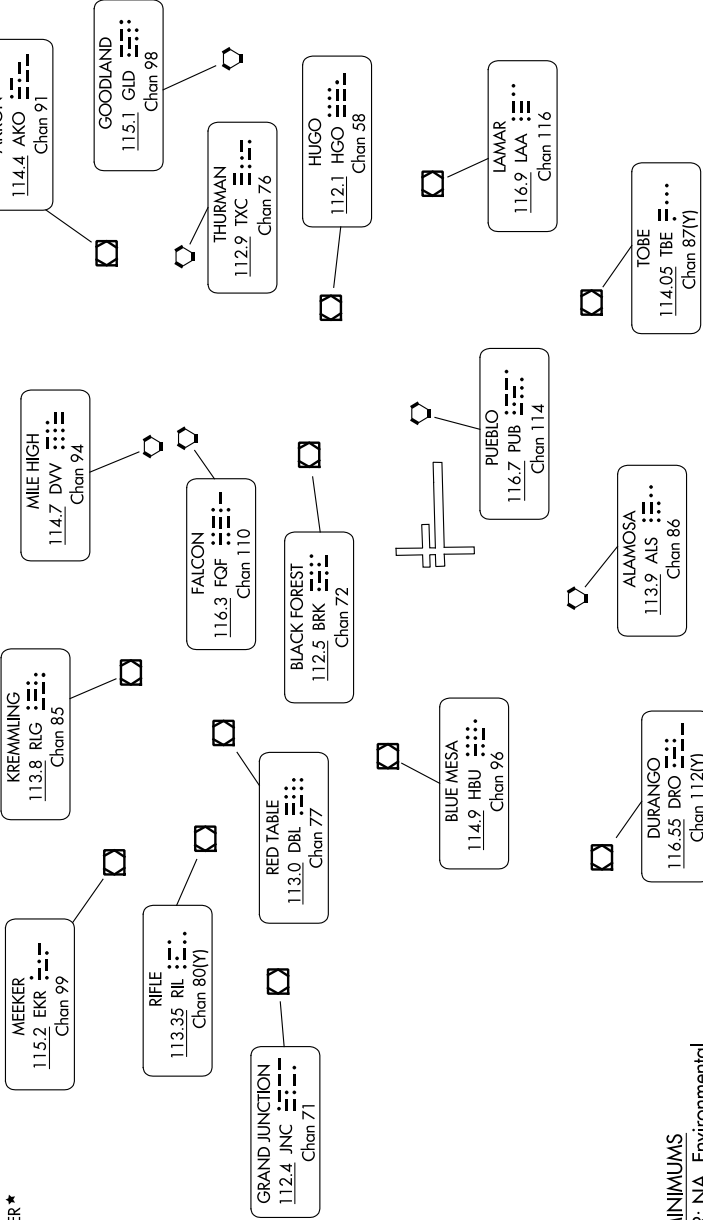 ER★
MEEKER
115.2 EKR
Chan 99
KREMMLING
113.8 RLG
Chan 85
MILE HIGH
114.7 DVV
Chan 94
114.4 AKO
Chan 91
GOODLAND
115.1 GLD
Chan 98
RIFLE
113.35 RIL
Chan 80(Y)
FALCON
116.3 FQF
Chan 110
THURMAN
112.9 TXC
Chan 76
GRAND JUNCTION
112.4 JNC
Chan 71
RED TABLE
113.0 DBL
Chan 77
BLACK FOREST
112.5 BRK
Chan 72
HUGO
112.1 HGO
Chan 58
BLUE MESA
114.9 HBU
Chan 96
PUEBLO
116.7 PUB
Chan 114
LAMAR
116.9 LAA
Chan 116
DURANGO
116.55 DRO
Chan 112(Y)
ALAMOSA
113.9 ALS
Chan 86
TOBE
114.05 TBE
Chan 87(Y)
INIMUMS
: NA - Environmental